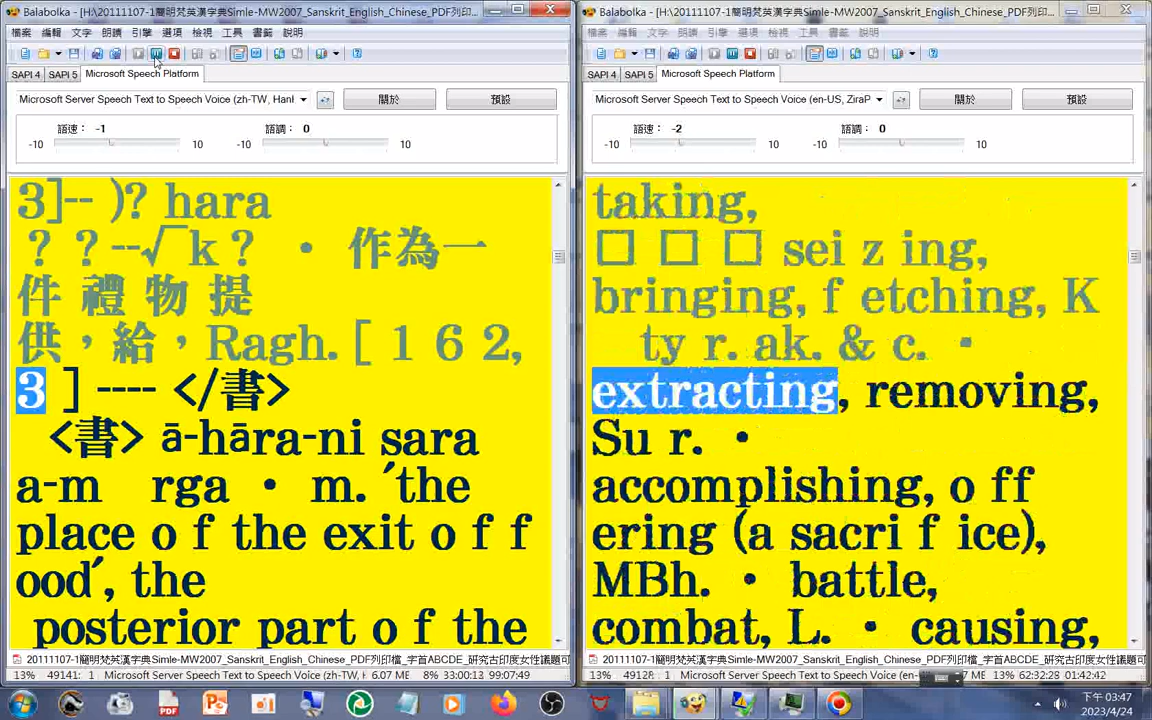 Balabolka - [H:\20111107-1簡明梵英漢字典Simle-MW2007_Sanskrit_English_Chinese_PDF列印...
檔案 編輯 文字 朗讀 引擎 選項 檢視 工具 書籤 說明
SAPI 4 SAPI 5 Microsoft Speech Platform
Microsoft Server Speech Text to Speech Voice (zh-TW, Hanl 關於 預設
語速： -1 語調： 0
-10 10 -10 10
3]-- )? hara
? ? --√ k ? • 作為一
件 禮 物 提
供，給，Ragh. [ 1 6 2,
3 ] ---- </書>
<書> ā-hāra-ni sara
a-m rga • m. ´the
place o f the exit o f f
ood´, the
posterior part o f the
20111107-1簡明梵英漢字典Simle-MW2007_Sanskrit_English_Chinese_PDF列印檔_字首ABCDE_研究古印度女性議題可
13% 49141: 1 Microsoft Server Speech Text to Speech Voice (zh-TW, H 6.07 MB 8% 33:00:13 99:07:49
Balabolka - [H:\20111107-1簡明梵英漢字典Simle-MW2007_Sanskrit_English_Chinese_PDF列印...
檔案 編輯 文字 朗讀 引擎 選項 檢視 工具 書籤 說明
SAPI 4 SAPI 5 Microsoft Speech Platform
Microsoft Server Speech Text to Speech Voice (en-US, ZiraP 關於 預設
語速： -2 語調： 0
-10 10 -10 10
taking,
□ □ □ sei z ing,
bringing, f etching, K
ty r. ak. & c. •
extracting, removing,
Su r. •
accomplishing, o ff
ering (a sacri f ice),
MBh. • battle,
combat, L. • causing,
20111107-1簡明梵英漢字典Simle-MW2007_Sanskrit_English_Chinese_PDF列印檔_字首ABCDE_研究古印度女性議題可
13% 4912 : 1 Microsoft Server Speech Text to Speech Voice 13% 62:32:28 01:42:42
PDF
下午 03:47
2023/4/24